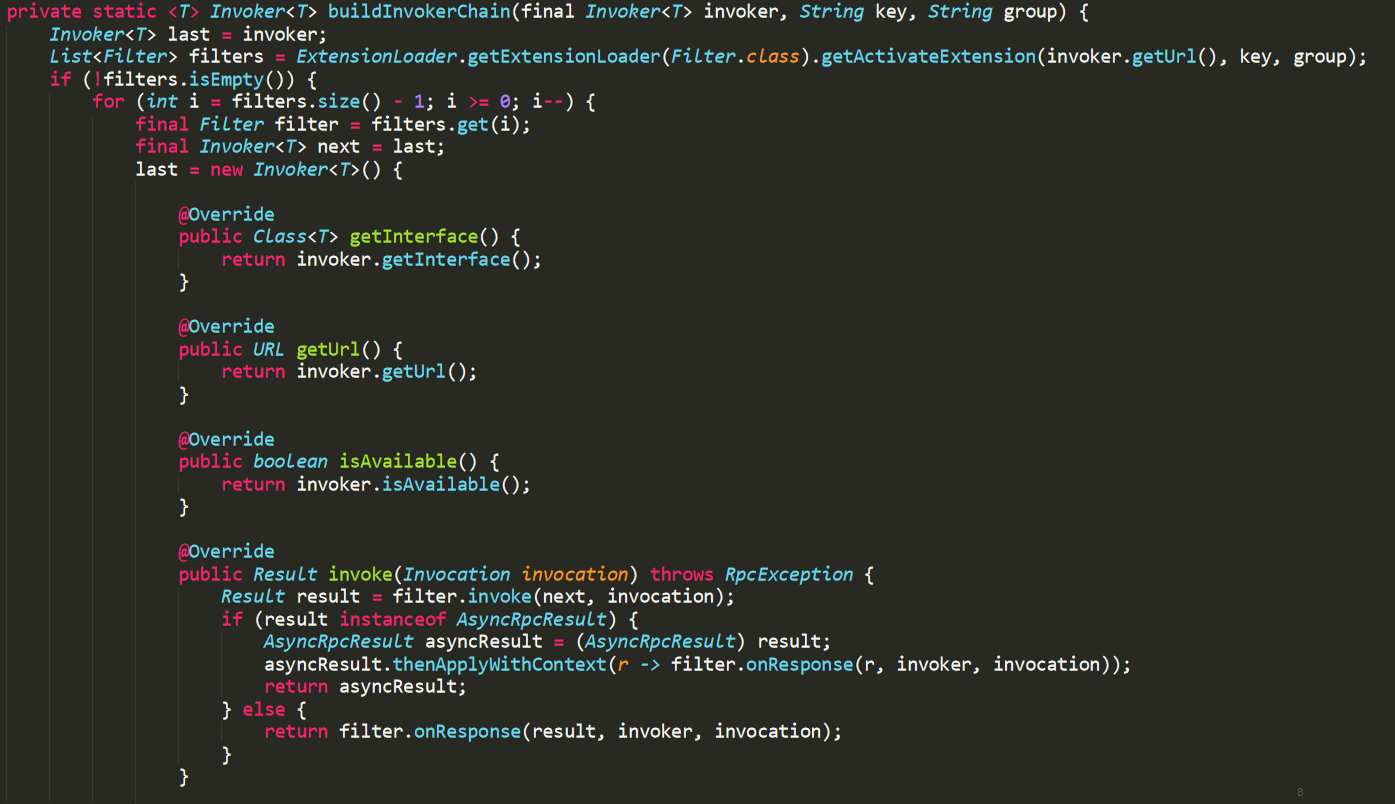 private static <T> Invoker<T> buildInvokerChain(final Invoker<T> invoker, String key, String group) {
    Invoker<T> last = invoker;
    List<Filter> filters = ExtensionLoader.getExtensionLoader(Filter.class).getActivateExtension(invoker.getUrl(), key, group);
    if (!filters.isEmpty()) {
        for (int i = filters.size() - 1; i >= 0; i--) {
            final Filter filter = filters.get(i);
            final Invoker<T> next = last;
            last = new Invoker<T>() {

                @Override
                public Class<T> getInterface() {
                    return invoker.getInterface();
                }

                @Override
                public URL getUrl() {
                    return invoker.getUrl();
                }

                @Override
                public boolean isAvailable() {
                    return invoker.isAvailable();
                }

                @Override
                public Result invoke(Invocation invocation) throws RpcException {
                    Result result = filter.invoke(next, invocation);
                    if (result instanceof AsyncRpcResult) {
                        AsyncRpcResult asyncResult = (AsyncRpcResult) result;
                        asyncResult.thenApplyWithContext(r -> filter.onResponse(r, invoker, invocation));
                        return asyncResult;
                    } else {
                        return filter.onResponse(result, invoker, invocation);
                    }
                }
8